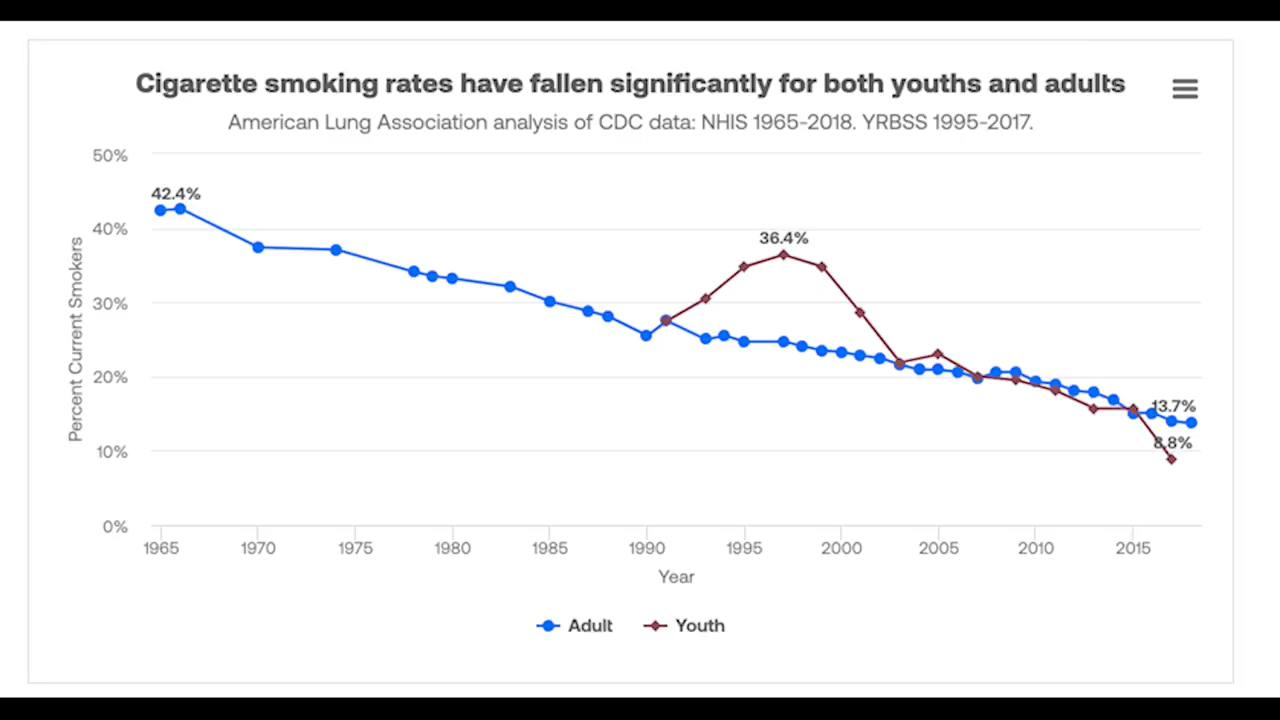 Cigarette smoking rates have fallen significantly for both youths and adults
American Lung Association analysis of CDC data: NHIS 1965-2018. YRBSS 1995-2017.
50%
42.4%
40%
36.4%
30%
20%
13.7%
8.8%
10%
0%
Percent Current Smokers
1965 1970 1975 1980 1985 1990 1995 2000 2005 2010 2015
Year
Adult Youth